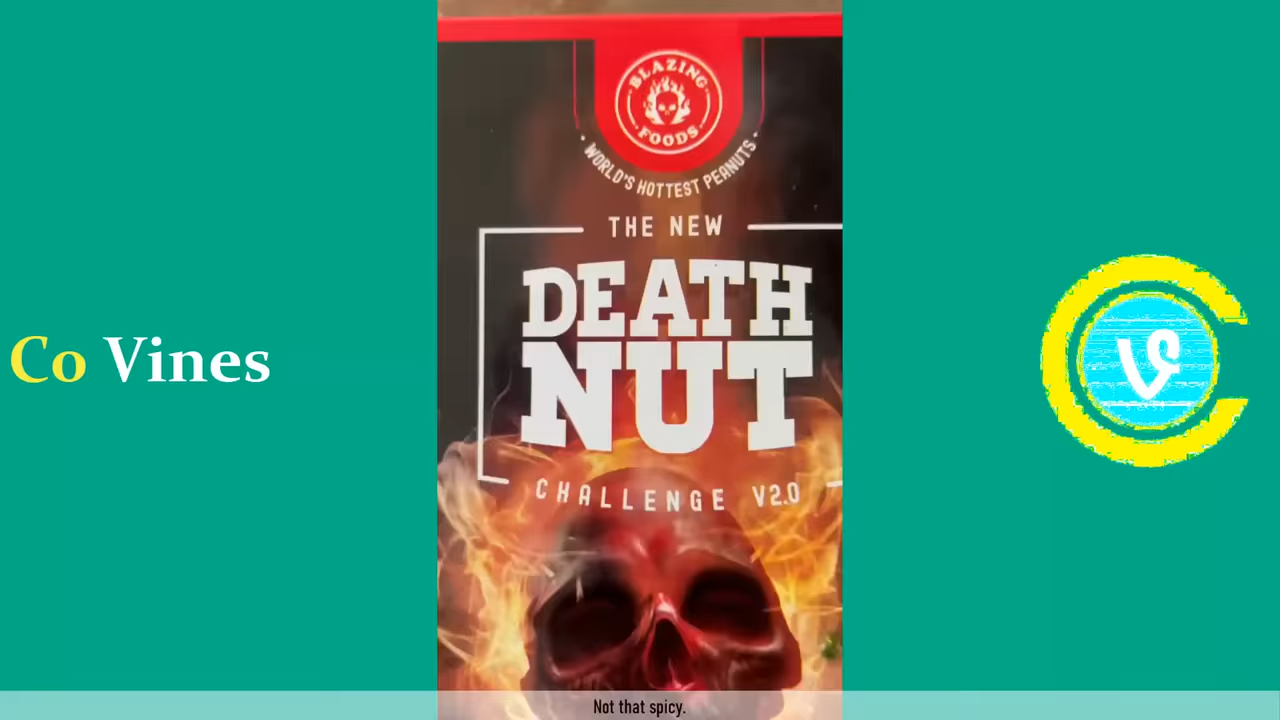 BLAZING
FOODS
WORLD'S HOTTEST PEANUTS
THE NEW
DEATH
NUT
CHALLENGE V2.0
Co Vines
Not that spicy.